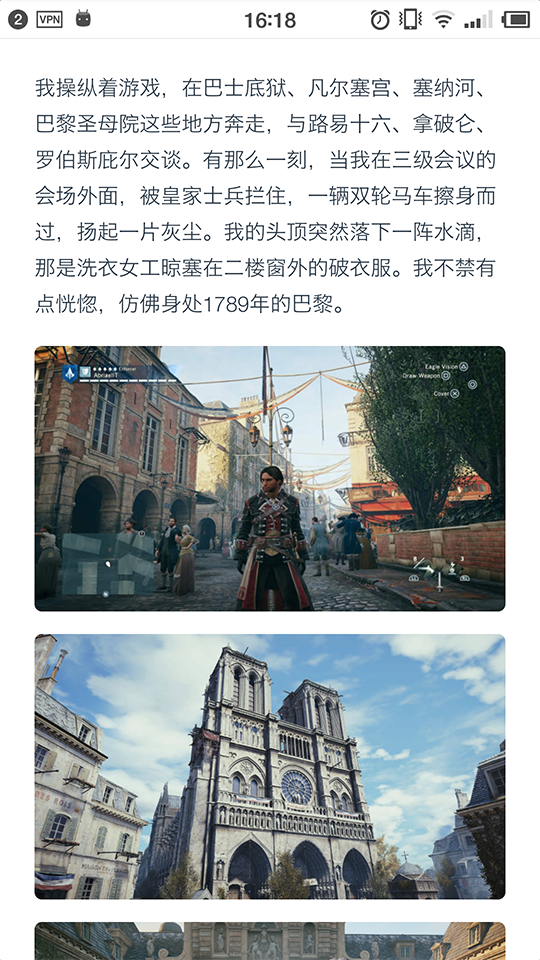 2 VPN 16:18
我操纵着游戏，在巴士底狱、凡尔塞宫、塞纳河、
巴黎圣母院这些地方奔走，与路易十六、拿破仑、
罗伯斯庇尔交谈。有那么一刻，当我在三级会议的
会场外面，被皇家士兵拦住，一辆双轮马车擦身而
过，扬起一片灰尘。我的头顶突然落下一阵水滴，
那是洗衣女工晾塞在二楼窗外的破衣服。我不禁有
点恍惚，仿佛身处1789年的巴黎。
Eagle Vision
Draw Weapon
Cover
3